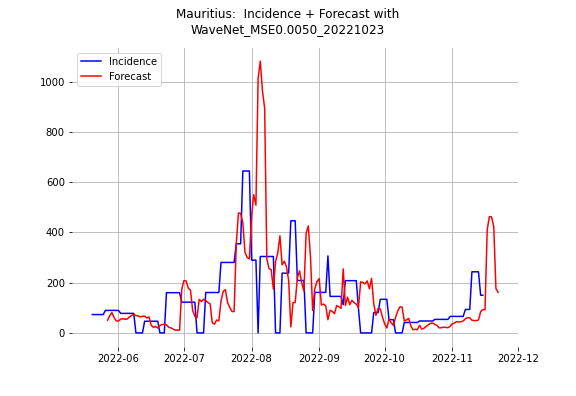 Mauritius:  Incidence + Forecast with
WaveNet_MSE0.0050_20221023
Incidence
Forecast
1000
800
600
400
200
0
2022-06 2022-07 2022-08 2022-09 2022-10 2022-11 2022-12